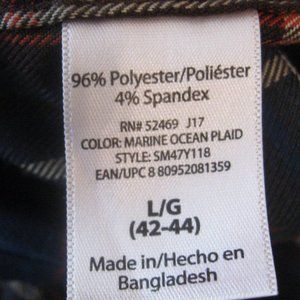 96% Polyester/Poliéster
4% Spandex
RN# 52469 J17
COLOR: MARINE OCEAN PLAID
STYLE: SM47Y118
EAN/UPC 8 80952081359
L/G
(42-44)
Made in/Hecho en
Bangladesh